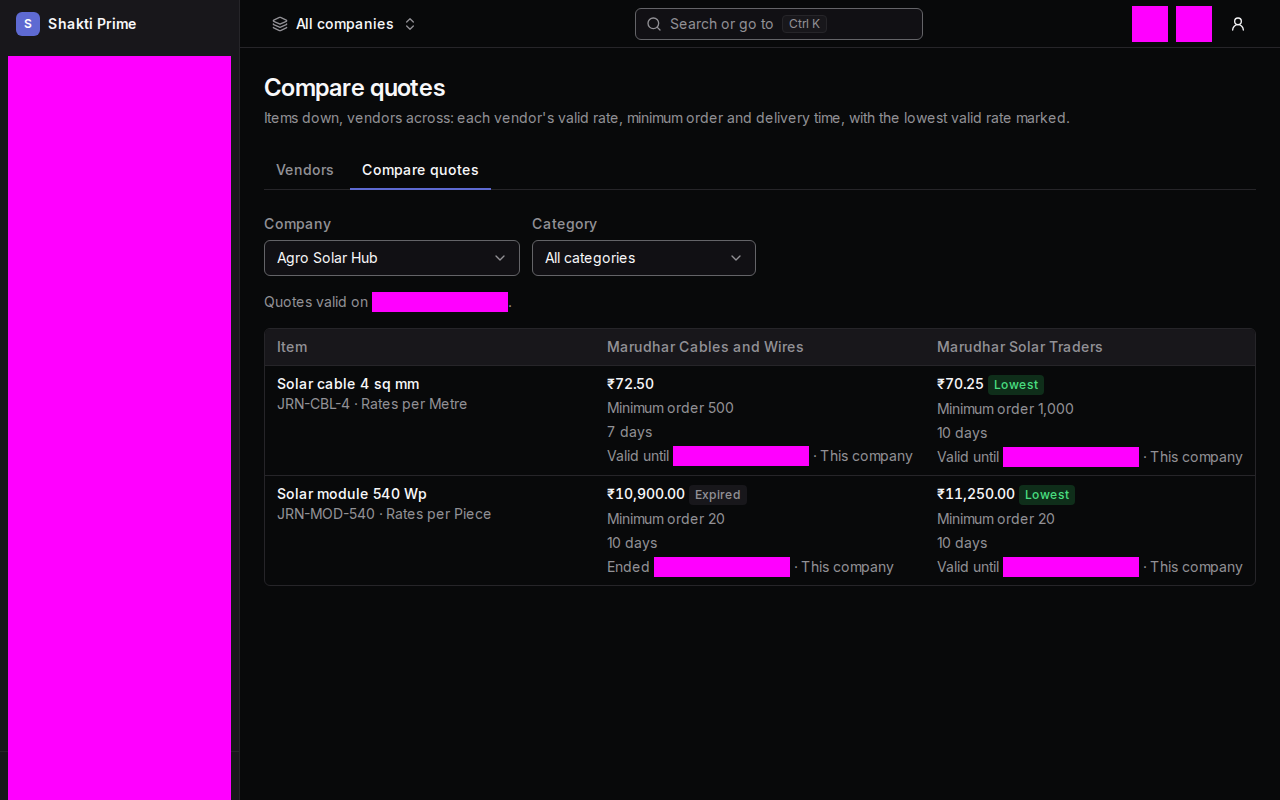 S Shakti Prime
All companies
Search or go to Ctrl K
Compare quotes
Items down, vendors across: each vendor's valid rate, minimum order and delivery time, with the lowest valid rate marked.
Vendors Compare quotes
Company Category
Agro Solar Hub All categories
Quotes valid on .
Item Marudhar Cables and Wires Marudhar Solar Traders
Solar cable 4 sq mm ₹72.50 ₹70.25 Lowest
JRN-CBL-4 · Rates per Metre Minimum order 500 Minimum order 1,000
7 days 10 days
Valid until · This company Valid until · This company
Solar module 540 Wp ₹10,900.00 Expired ₹11,250.00 Lowest
JRN-MOD-540 · Rates per Piece Minimum order 20 Minimum order 20
10 days 10 days
Ended · This company Valid until · This company